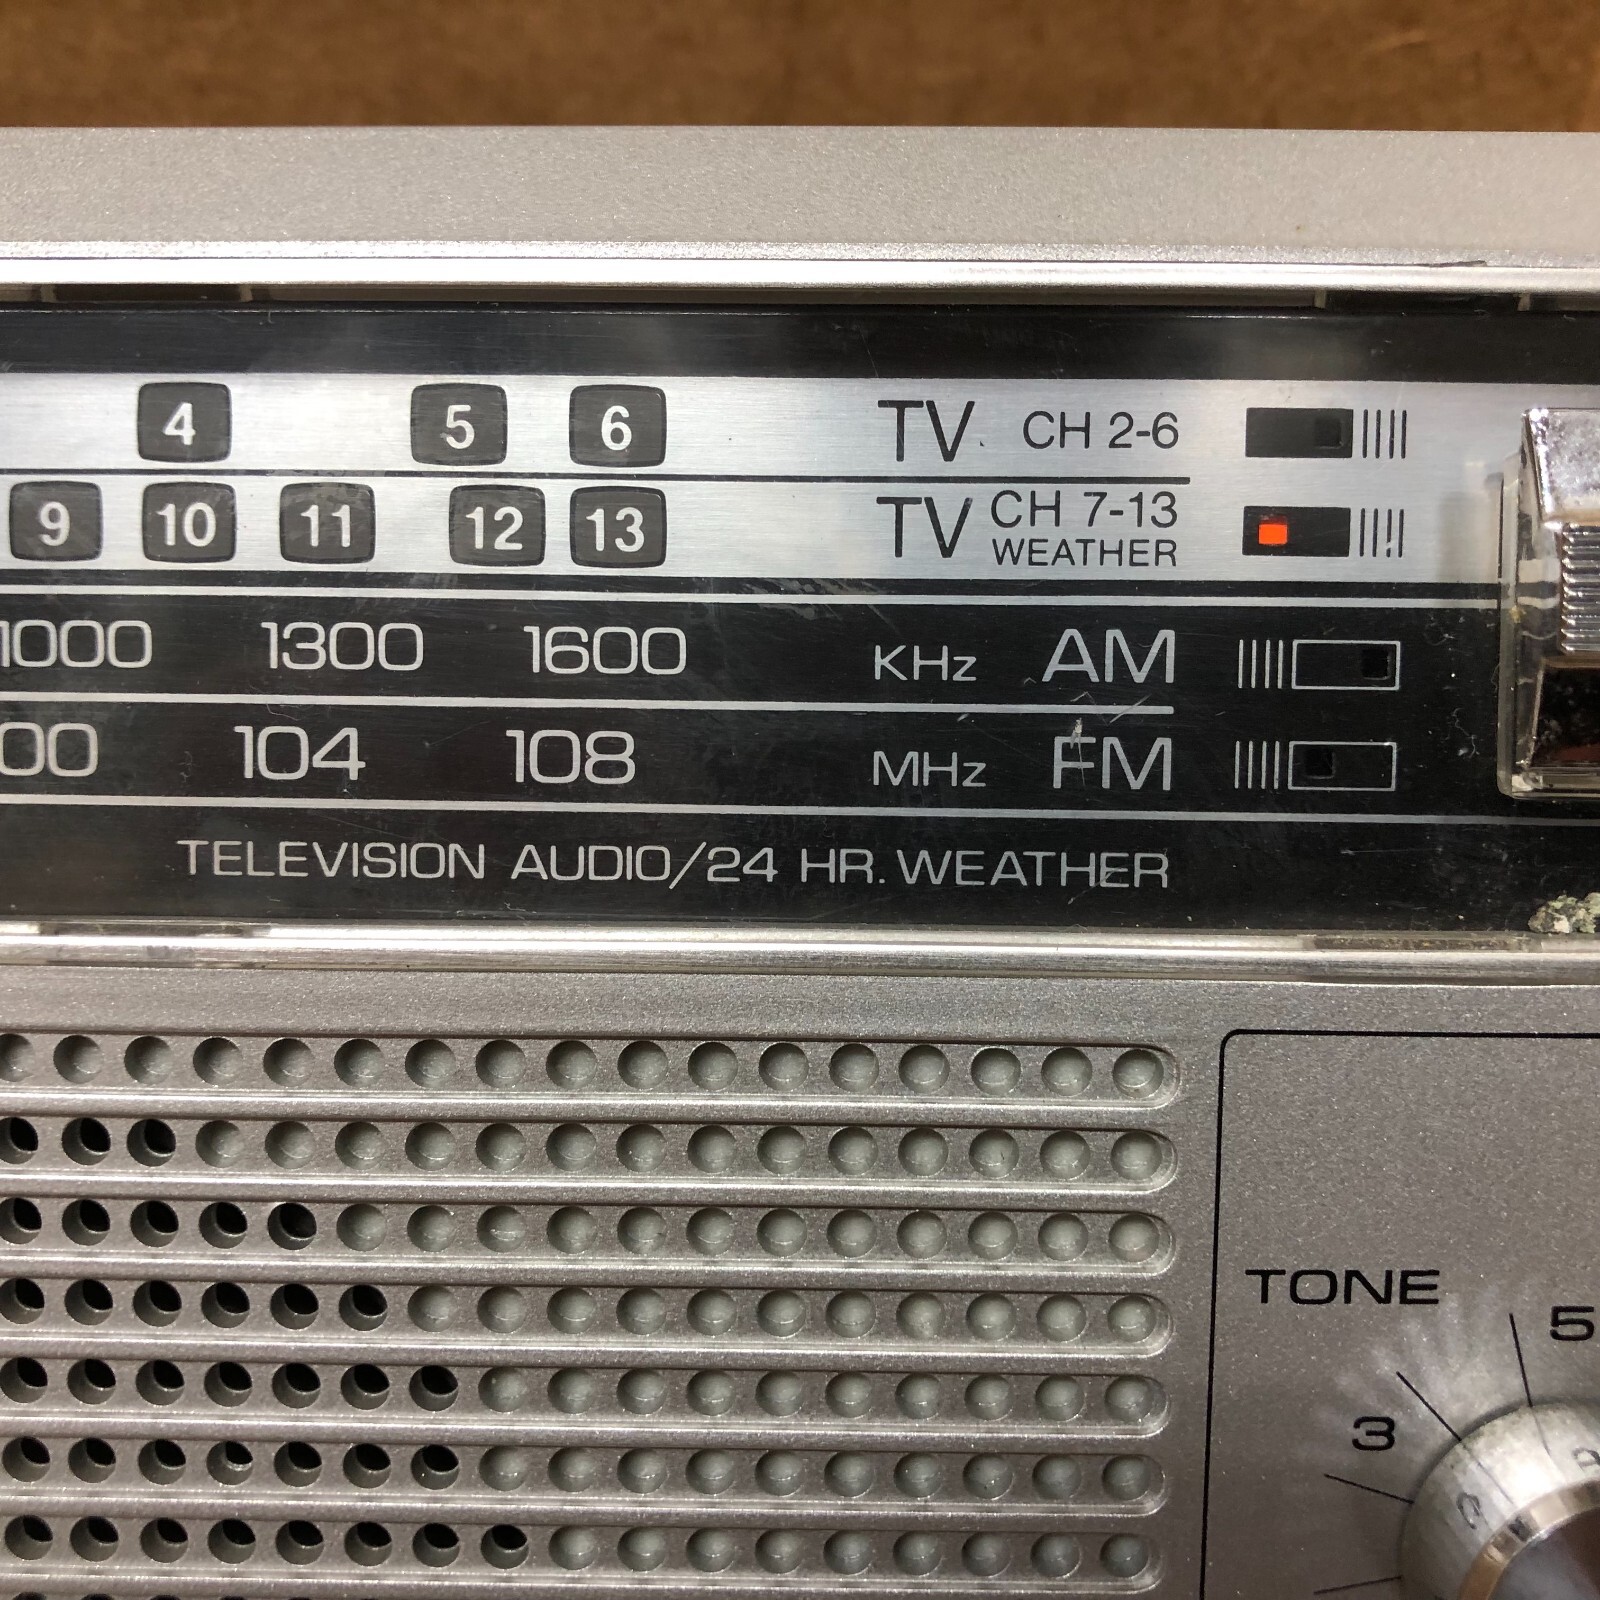 4 5 6 TV CH 2-6
9 10 11 12 13 TV CH 7-13
WEATHER
1000 1300 1600 KHz AM
00 104 108 MHz FM
TELEVISION AUDIO/24 HR. WEATHER
TONE
5
3